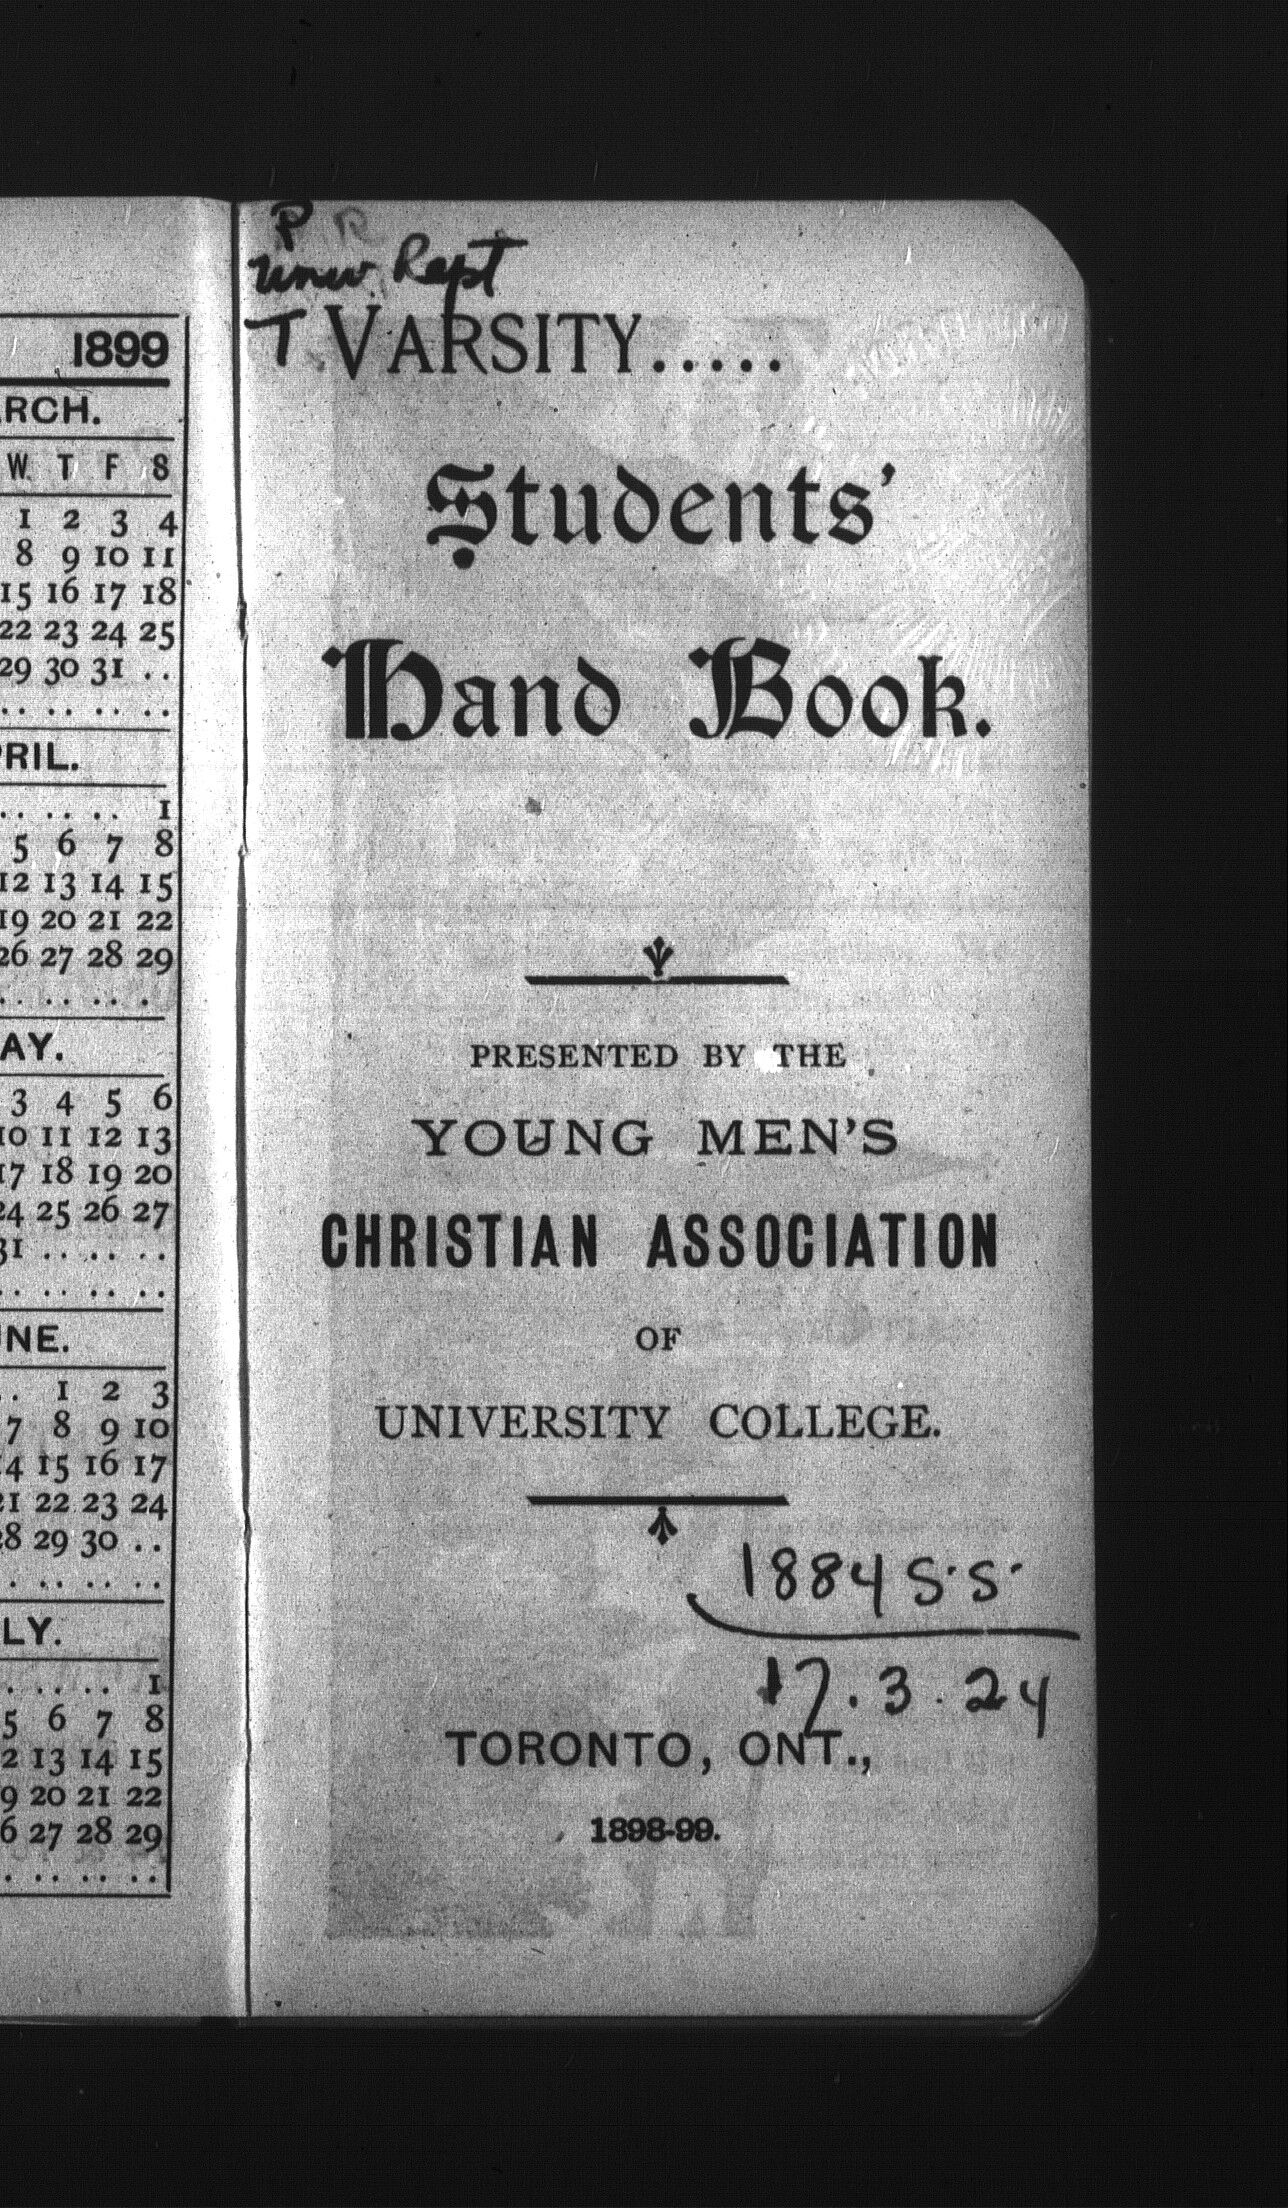 1899
RCH.
W. T F S
1 2 3 4
8 9 10 11
15 16 17 18
22 23 24 25
29 30 31 . .
. . . . . . . .
RIL.
. . . . . . 1
5 6 7 8
12 13 14 15
19 20 21 22
26 27 28 29
. . . . . . .
AY.
3 4 5 6
10 11 12 13
17 18 19 20
24 25 26 27
31 . . . . . .
. . . . . . . .
NE.
. . 1 2 3
7 8 9 10
14 15 16 17
21 22 23 24
28 29 30 . .
. . . . . . .
LY.
. . . . . . 1
5 6 7 8
2 13 14 15
9 20 21 22
6 27 28 29
. . . . . . .
P R
Rept
T
VARSITY.....
Students'
Hand Book.
PRESENTED BY THE
YOUNG MEN'S
CHRISTIAN ASSOCIATION
OF
UNIVERSITY COLLEGE.
1884 S.S.
17.3.24
TORONTO, ONT.,
1898-99.